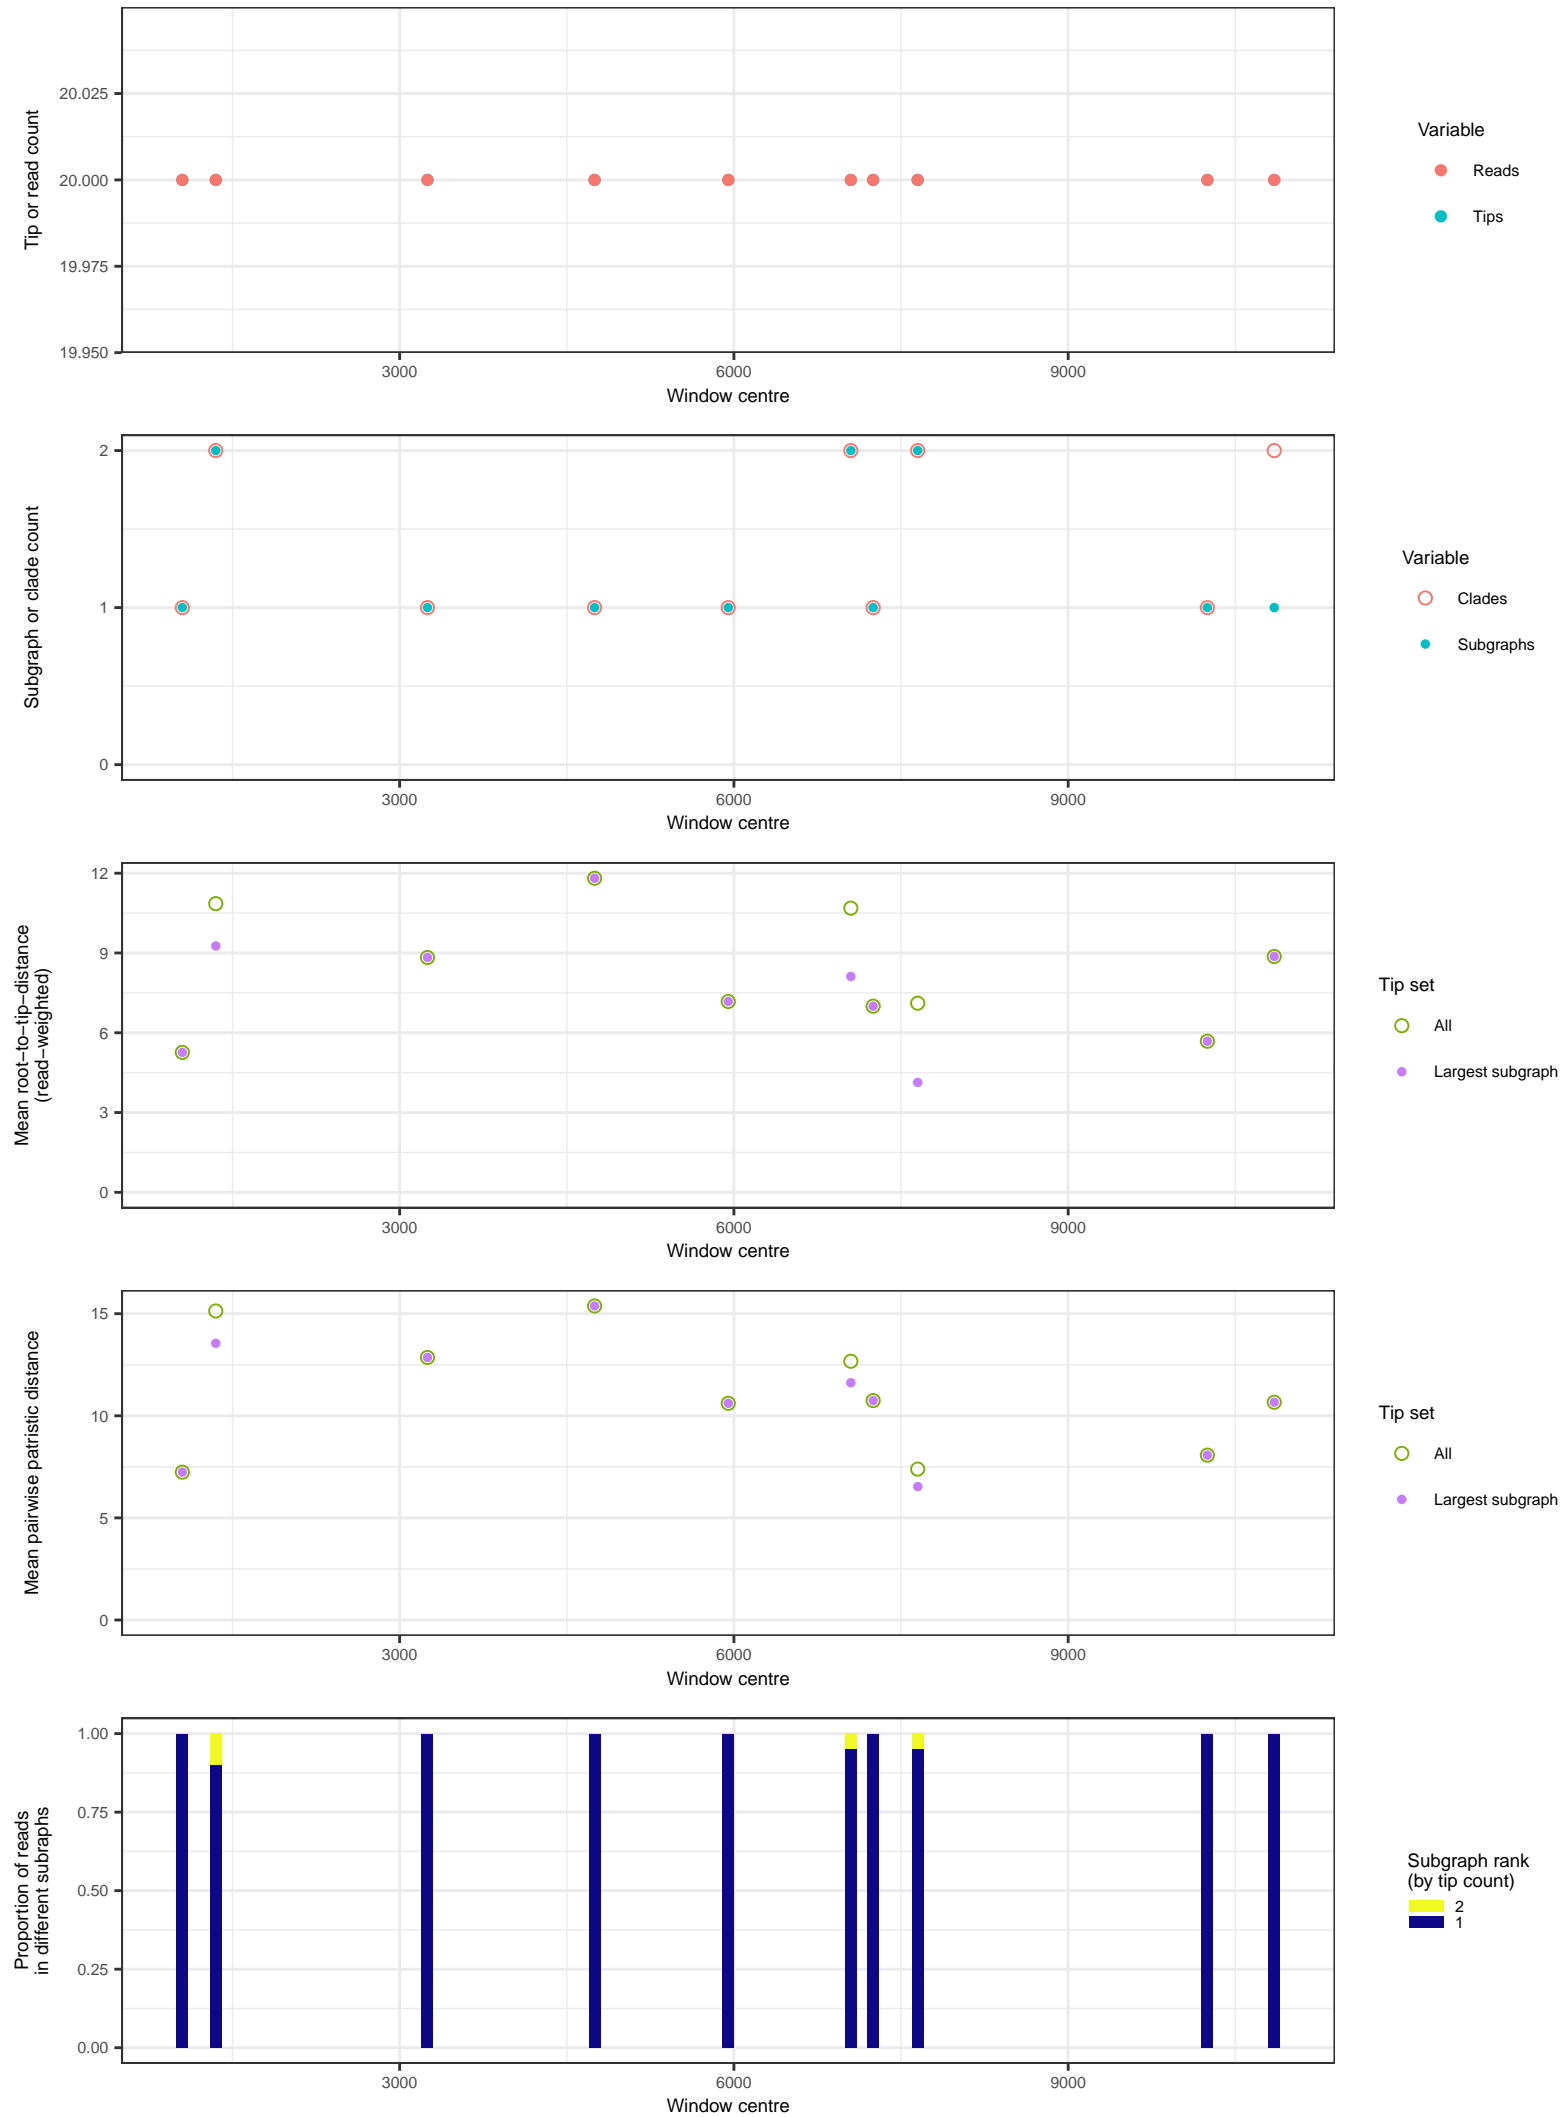 20.025
20.000
19.975
19.950
Tip or read count
3000
6000
9000
Window centre
Variable
Reads
Tips
2
1
0
Subgraph or clade count
3000
6000
9000
Window centre
Variable
Clades
Subgraphs
12
9
6
3
0
Mean root−to−tip−distance
(read−weighted)
3000
6000
9000
Window centre
Tip set
All
Largest subgraph
15
10
5
0
Mean pairwise patristic distance
3000
6000
9000
Window centre
Tip set
All
Largest subgraph
1.00
0.75
0.50
0.25
0.00
Proportion of reads
in different subraphs
3000
6000
9000
Window centre
Subgraph rank
(by tip count)
2
1